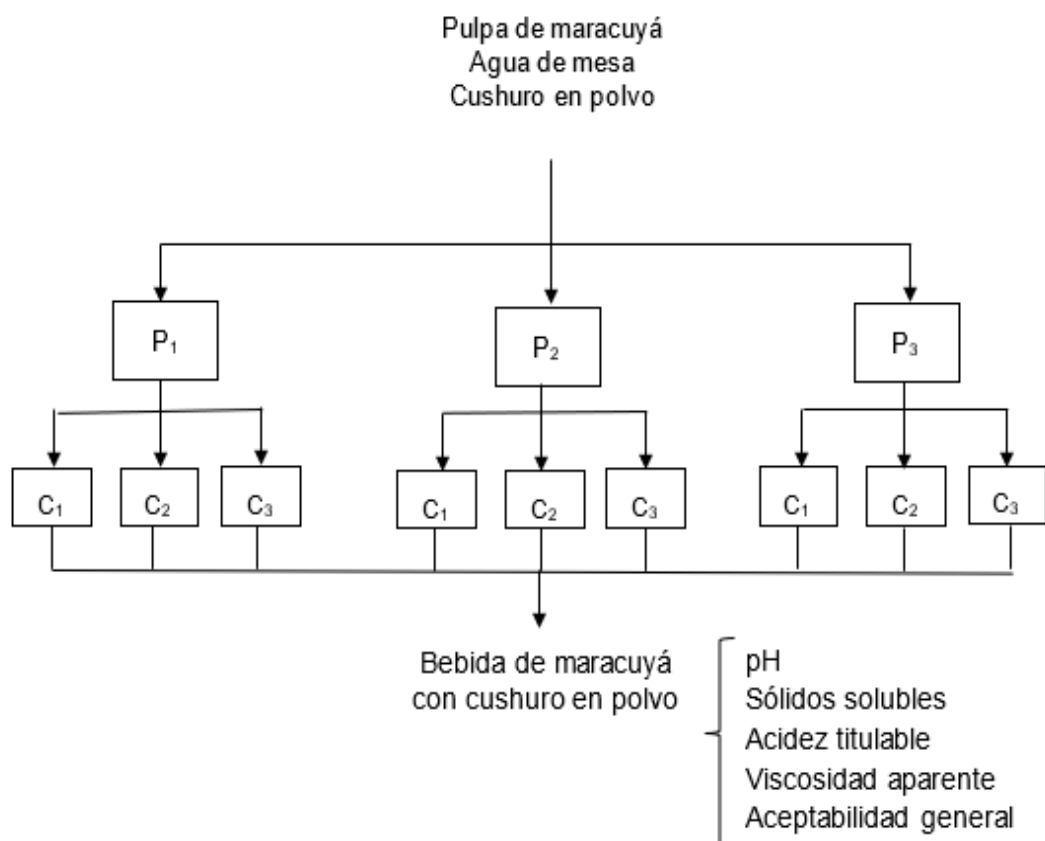 Pulpa de maracuyá
Agua de mesa
Cushuro en polvo
P₁
P₂
P₃
C₁
C₂
C₃
C₁
C₂
C₃
C₁
C₂
C₃
Bebida de maracuyá
con cushuro en polvo
pH
Sólidos solubles
Acidez titulable
Viscosidad aparente
Aceptabilidad general